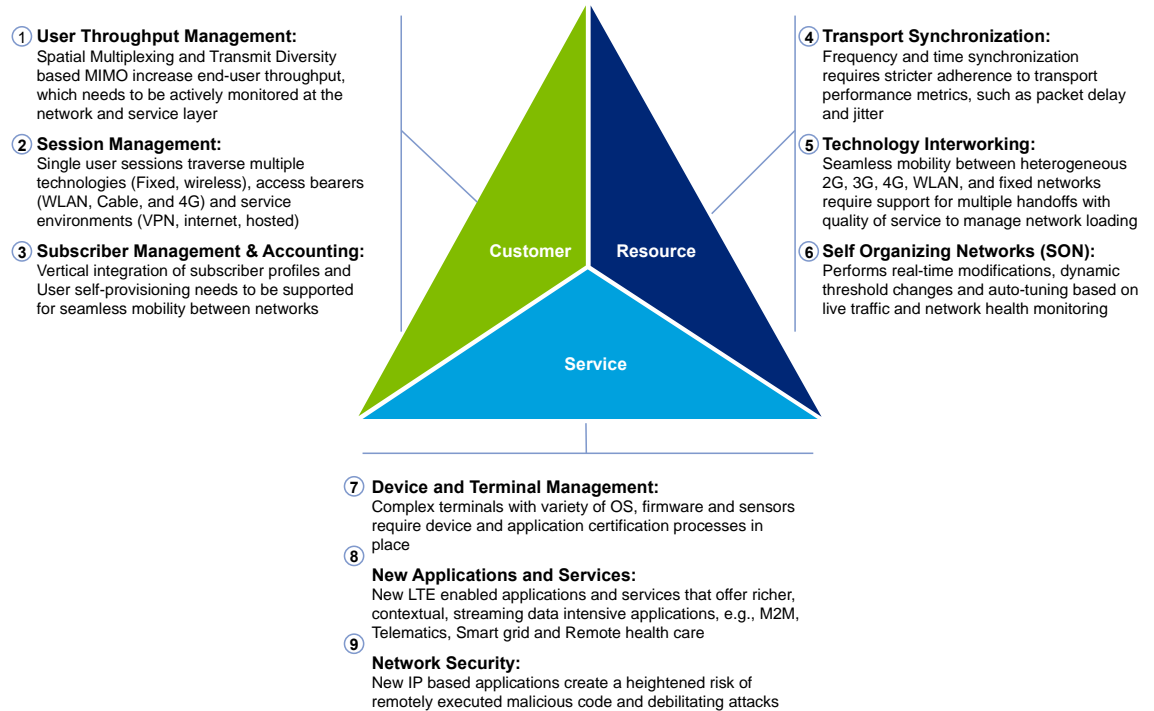 1 User Throughput Management:
Spatial Multiplexing and Transmit Diversity
based MIMO increase end-user throughput,
which needs to be actively monitored at the
network and service layer
2 Session Management:
Single user sessions traverse multiple
technologies (Fixed, wireless), access bearers
(WLAN, Cable, and 4G) and service
environments (VPN, internet, hosted)
3 Subscriber Management & Accounting:
Vertical integration of subscriber profiles and
User self-provisioning needs to be supported
for seamless mobility between networks
Customer
Resource
Service
4 Transport Synchronization:
Frequency and time synchronization
requires stricter adherence to transport
performance metrics, such as packet delay
and jitter
5 Technology Interworking:
Seamless mobility between heterogeneous
2G, 3G, 4G, WLAN, and fixed networks
require support for multiple handoffs with
quality of service to manage network loading
6 Self Organizing Networks (SON):
Performs real-time modifications, dynamic
threshold changes and auto-tuning based on
live traffic and network health monitoring
7 Device and Terminal Management:
Complex terminals with variety of OS, firmware and sensors
require device and application certification processes in
place
8
New Applications and Services:
New LTE enabled applications and services that offer richer,
contextual, streaming data intensive applications, e.g., M2M,
Telematics, Smart grid and Remote health care
9
Network Security:
New IP based applications create a heightened risk of
remotely executed malicious code and debilitating attacks